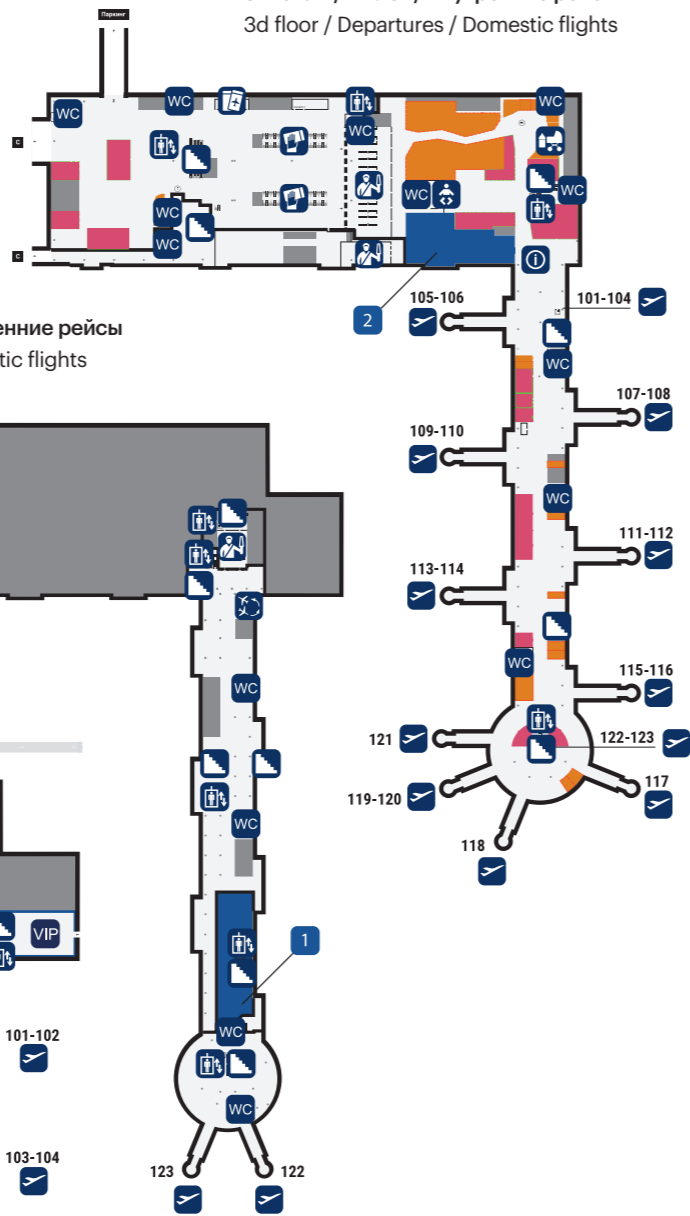 3d floor / Departures / Domestic flights
Паркинг
WC
WC
WC
WC
C
WC
WC
WC
WC
C
2
105-106
101-104
енние рейсы
tic flights
WC
107-108
109-110
WC
111-112
113-114
WC
115-116
WC
121
122-123
119-120
117
WC
118
VIP
1
WC
101-102
WC
103-104
123
122